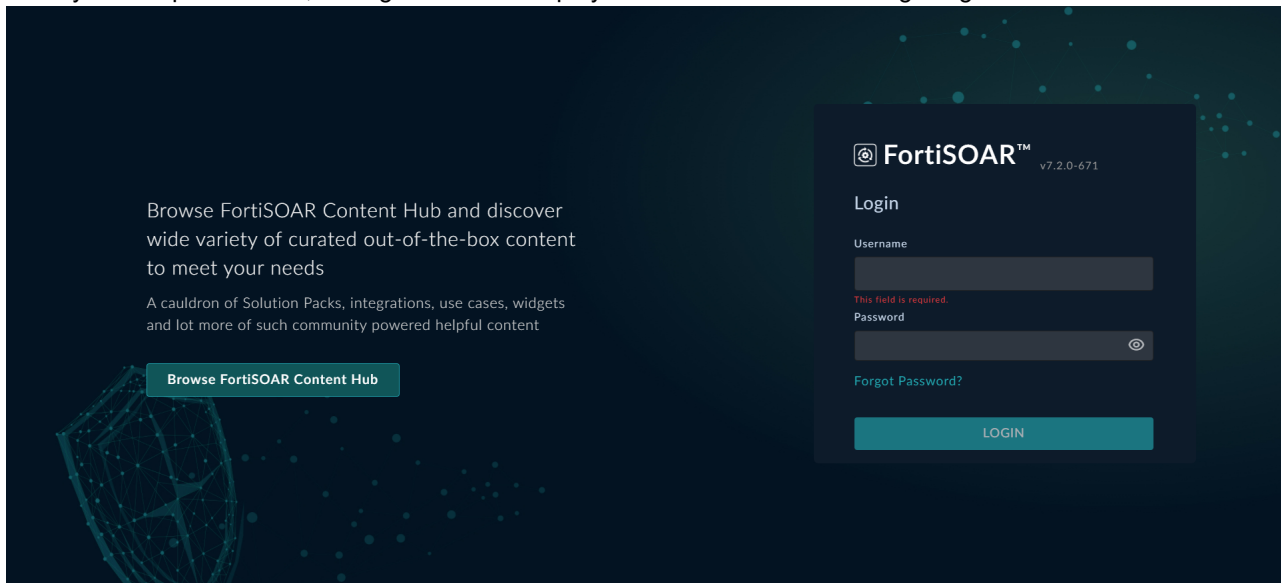 Browse FortiSOAR Content Hub and discover
wide variety of curated out-of-the-box content
to meet your needs
A cauldron of Solution Packs, integrations, use cases, widgets
and lot more of such community powered helpful content
Browse FortiSOAR Content Hub
FortiSOAR™ v7.2.0-671
Login
Username
This field is required.
Password
Forgot Password?
LOGIN